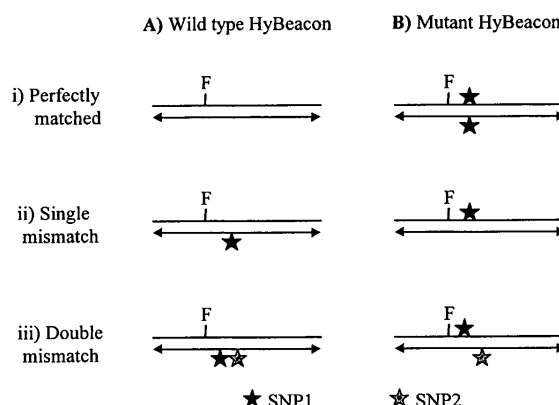 A) Wild type HyBeacon B) Mutant HyBeacon
i) Perfectly
matched
F
F
ii) Single
mismatch
F
F
iii) Double
mismatch
F
F
SNP1 SNP2